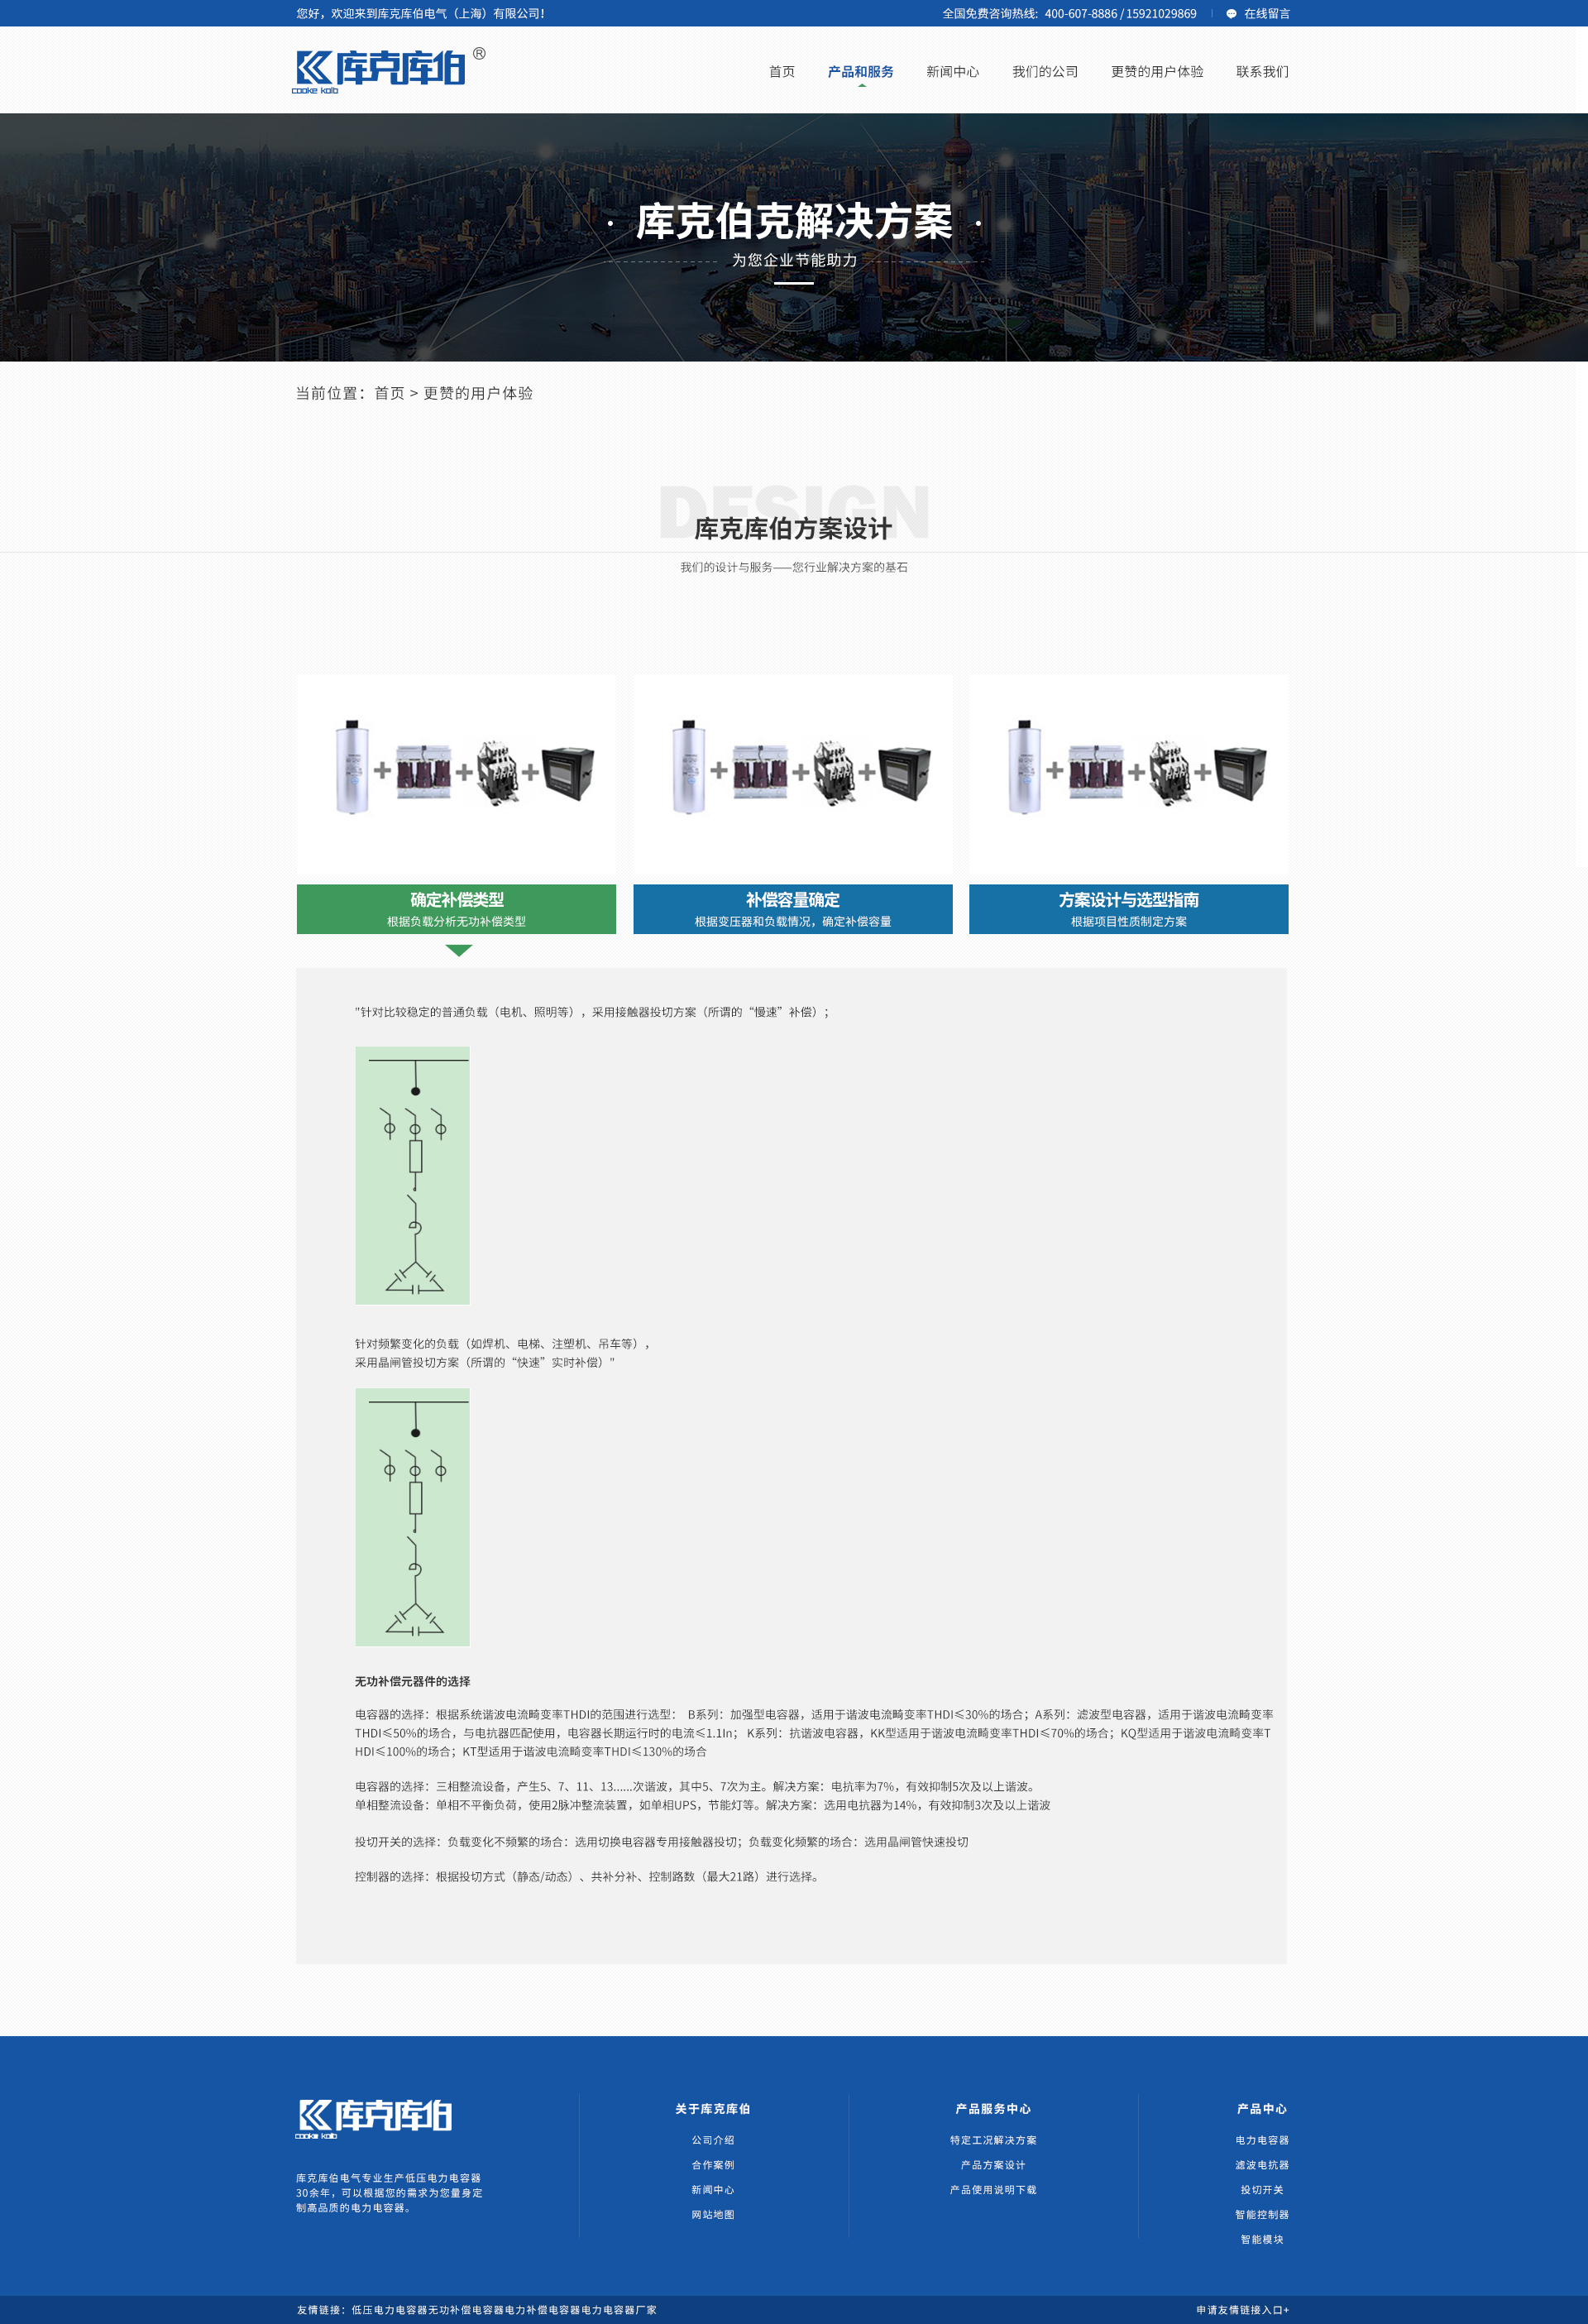 您好，欢迎来到库克库伯电气（上海）有限公司！
全国免费咨询热线：400-607-8886 / 15921029869
在线留言
库克库伯 ®
cooke kolb
首页 产品和服务 新闻中心 我们的公司 更赞的用户体验 联系我们
· 库克伯克解决方案 ·
为您企业节能助力
当前位置：首页 > 更赞的用户体验
DESIGN
库克库伯方案设计
我们的设计与服务——您行业解决方案的基石
确定补偿类型
根据负载分析无功补偿类型
补偿容量确定
根据变压器和负载情况，确定补偿容量
方案设计与选型指南
根据项目性质制定方案
"针对比较稳定的普通负载（电机、照明等），采用接触器投切方案（所谓的“慢速”补偿）；
针对频繁变化的负载（如焊机、电梯、注塑机、吊车等），
采用晶闸管投切方案（所谓的“快速”实时补偿）"
无功补偿元器件的选择
电容器的选择：根据系统谐波电流畸变率THDI的范围进行选型： B系列：加强型电容器，适用于谐波电流畸变率THDI≤30%的场合；A系列：滤波型电容器，适用于谐波电流畸变率
THDI≤50%的场合，与电抗器匹配使用，电容器长期运行时的电流≤1.1In； K系列：抗谐波电容器，KK型适用于谐波电流畸变率THDI≤70%的场合；KQ型适用于谐波电流畸变率T
HDI≤100%的场合；KT型适用于谐波电流畸变率THDI≤130%的场合
电容器的选择：三相整流设备，产生5、7、11、13……次谐波，其中5、7次为主。解决方案：电抗率为7%，有效抑制5次及以上谐波。
单相整流设备：单相不平衡负荷，使用2脉冲整流装置，如单相UPS，节能灯等。解决方案：选用电抗器为14%，有效抑制3次及以上谐波
投切开关的选择：负载变化不频繁的场合：选用切换电容器专用接触器投切；负载变化频繁的场合：选用晶闸管快速投切
控制器的选择：根据投切方式（静态/动态）、共补分补、控制路数（最大21路）进行选择。
库克库伯
cooke kolb
库克库伯电气专业生产低压电力电容器
30余年，可以根据您的需求为您量身定
制高品质的电力电容器。
关于库克库伯
公司介绍
合作案例
新闻中心
网站地图
产品服务中心
特定工况解决方案
产品方案设计
产品使用说明下载
产品中心
电力电容器
滤波电抗器
投切开关
智能控制器
智能模块
友情链接：低压电力电容器无功补偿电容器电力补偿电容器电力电容器厂家
申请友情链接入口+